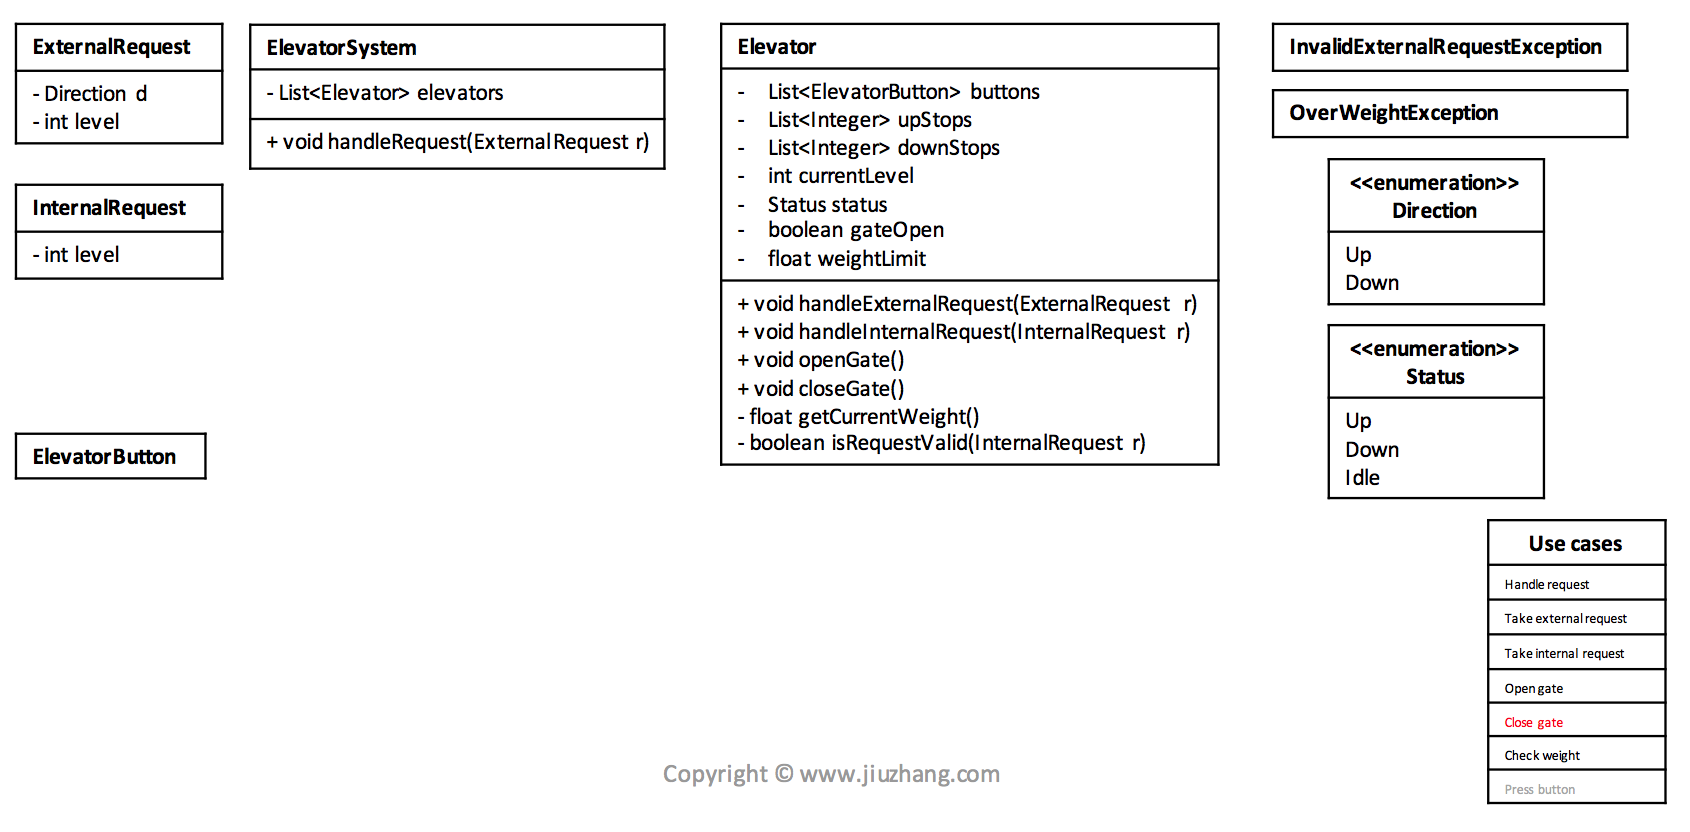 ExternalRequest
- Direction d
- int level
InternalRequest
- int level
ElevatorButton
ElevatorSystem
- List<Elevator> elevators
+ void handleRequest(ExternalRequest r)
Elevator
- List<ElevatorButton> buttons
- List<Integer> upStops
- List<Integer> downStops
- int currentLevel
- Status status
- boolean gateOpen
- float weightLimit
+ void handleExternalRequest(ExternalRequest r)
+ void handleInternalRequest(InternalRequest r)
+ void openGate()
+ void closeGate()
- float getCurrentWeight()
- boolean isRequestValid(InternalRequest r)
InvalidExternalRequestException
OverWeightException
<<enumeration>>
Direction
Up
Down
<<enumeration>>
Status
Up
Down
Idle
Use cases
Handle request
Take external request
Take internal request
Open gate
Close gate
Check weight
Press button
Copyright © www.jiuzhang.com